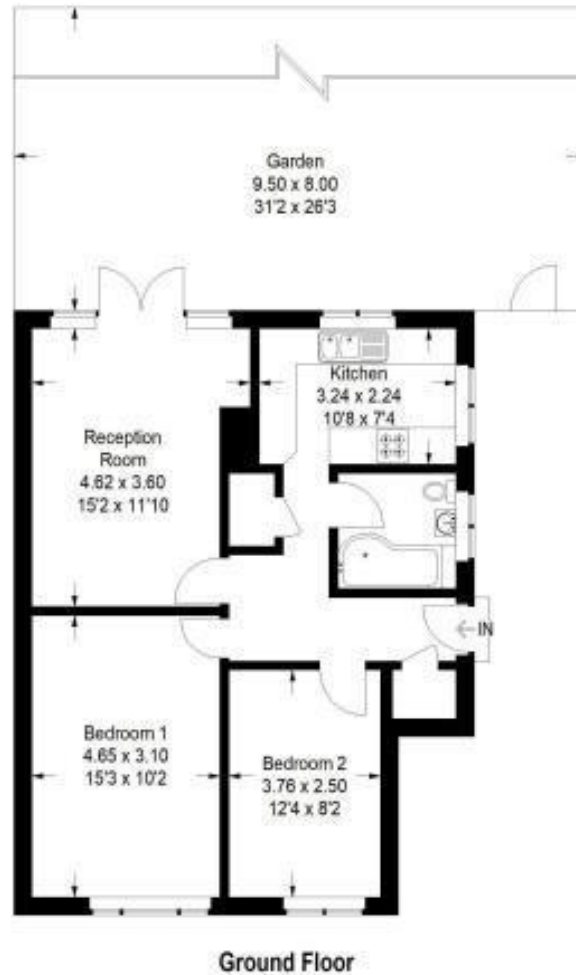 Garden
9.50 x 8.00
31'2 x 26'3
Kitchen
3.24 x 2.24
10'8 x 7'4
Reception
Room
4.62 x 3.60
15'2 x 11'10
IN
Bedroom 1
4.65 x 3.10
15'3 x 10'2
Bedroom 2
3.76 x 2.50
12'4 x 8'2
Ground Floor